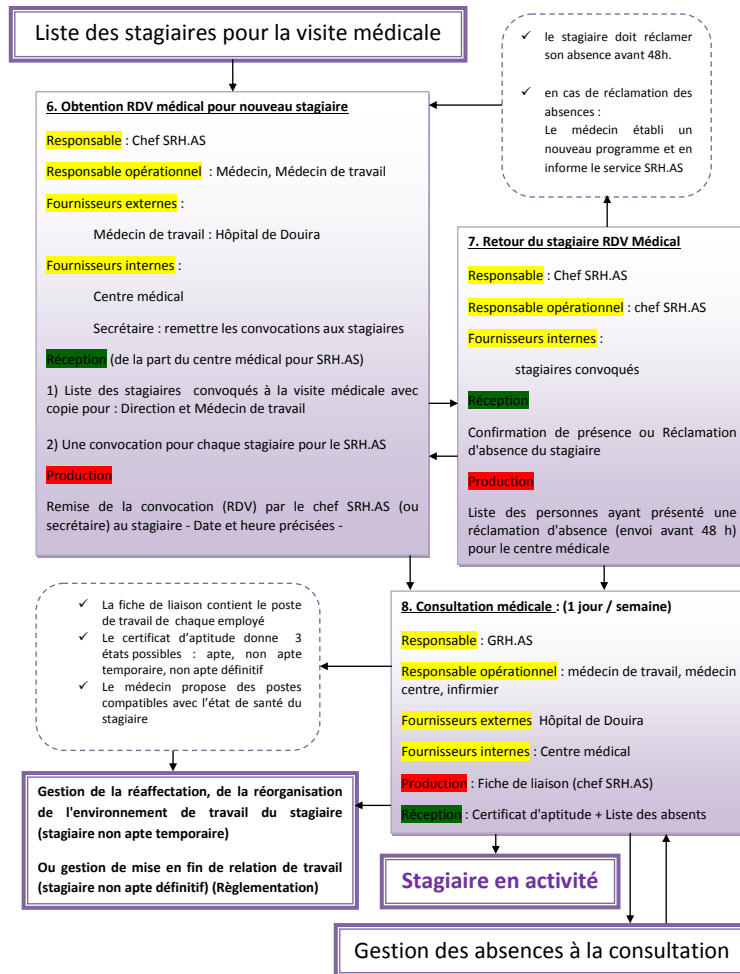 Liste des stagiaires pour la visite médicale
✓ le stagiaire doit réclamer
son absence avant 48h.
✓ en cas de réclamation des
absences :
Le médecin établi un
nouveau programme et en
informe le service SRH.AS
6. Obtention RDV médical pour nouveau stagiaire
Responsable : Chef SRH.AS
Responsable opérationnel : Médecin, Médecin de travail
Fournisseurs externes :
Médecin de travail : Hôpital de Douira
Fournisseurs internes :
Centre médical
Secrétaire : remettre les convocations aux stagiaires
Réception (de la part du centre médical pour SRH.AS)
1) Liste des stagiaires convoqués à la visite médicale avec
copie pour : Direction et Médecin de travail
2) Une convocation pour chaque stagiaire pour le SRH.AS
Production
Remise de la convocation (RDV) par le chef SRH.AS (ou
secrétaire) au stagiaire - Date et heure précisées -
7. Retour du stagiaire RDV Médical
Responsable : Chef SRH.AS
Responsable opérationnel : chef SRH.AS
Fournisseurs internes :
stagiaires convoqués
Réception
Confirmation de présence ou Réclamation
d'absence du stagiaire
Production
Liste des personnes ayant présenté une
réclamation d'absence (envoi avant 48 h)
pour le centre médicale
✓ La fiche de liaison contient le poste
de travail de chaque employé
✓ Le certificat d'aptitude donne 3
états possibles : apte, non apte
temporaire, non apte définitif
✓ Le médecin propose des postes
compatibles avec l'état de santé du
stagiaire
8. Consultation médicale : (1 jour / semaine)
Responsable : GRH.AS
Responsable opérationnel : médecin de travail, médecin
centre, infirmier
Fournisseurs externes Hôpital de Douira
Fournisseurs internes : Centre médical
Production : Fiche de liaison (chef SRH.AS)
Réception : Certificat d'aptitude + Liste des absents
Gestion de la réaffectation, de la réorganisation
de l'environnement de travail du stagiaire
(stagiaire non apte temporaire)
Ou gestion de mise en fin de relation de travail
(stagiaire non apte définitif) (Règlementation)
Stagiaire en activité
Gestion des absences à la consultation